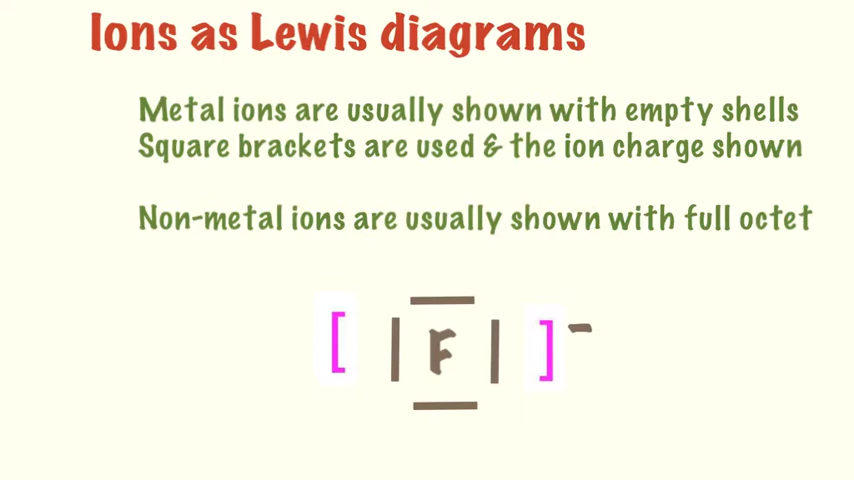 Ions as Lewis diagrams
Metal ions are usually shown with empty shells
Square brackets are used & the ion charge shown
Non-metal ions are usually shown with full octet
[ | F | ]⁻